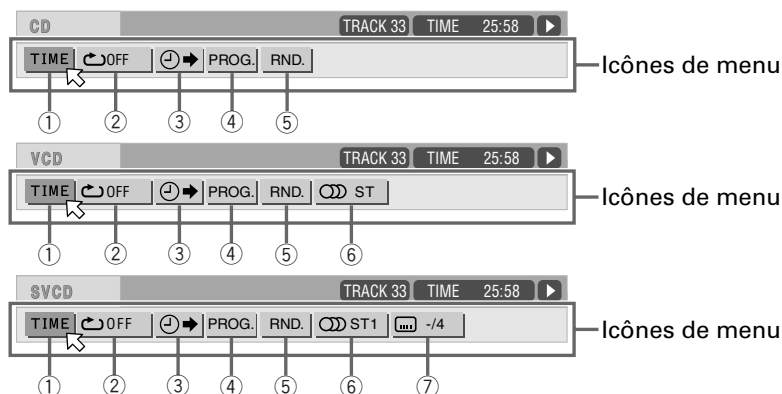 CD TRACK 33 TIME 25:58
TIME OFF PROG. RND. Icônes de menu
① ② ③ ④ ⑤
VCD TRACK 33 TIME 25:58
TIME OFF PROG. RND. ST Icônes de menu
① ② ③ ④ ⑤ ⑥
SVCD TRACK 33 TIME 25:58
TIME OFF PROG. RND. ST1 -/4 Icônes de menu
① ② ③ ④ ⑤ ⑥ ⑦